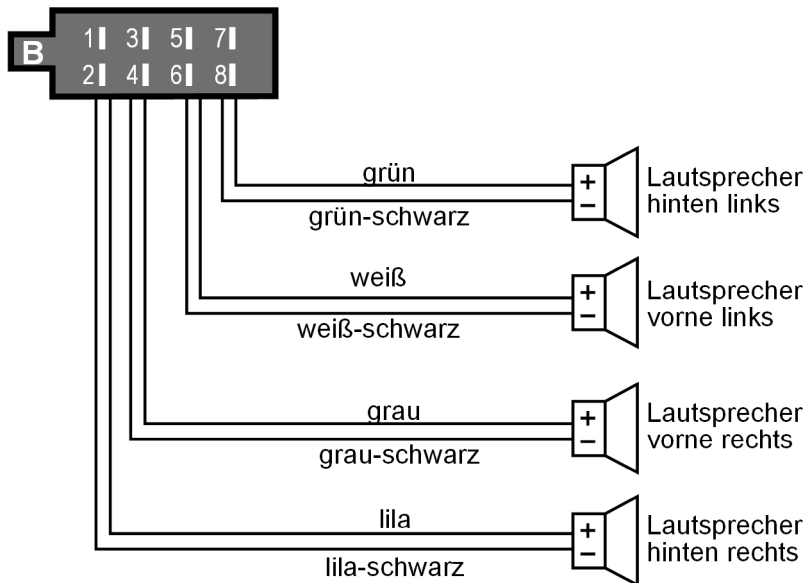 1 3 5 7
B
2 4 6 8
grün
Lautsprecher
hinten links
grün-schwarz
weiß
Lautsprecher
vorne links
weiß-schwarz
grau
Lautsprecher
vorne rechts
grau-schwarz
lila
Lautsprecher
hinten rechts
lila-schwarz
+
−
+
−
+
−
+
−